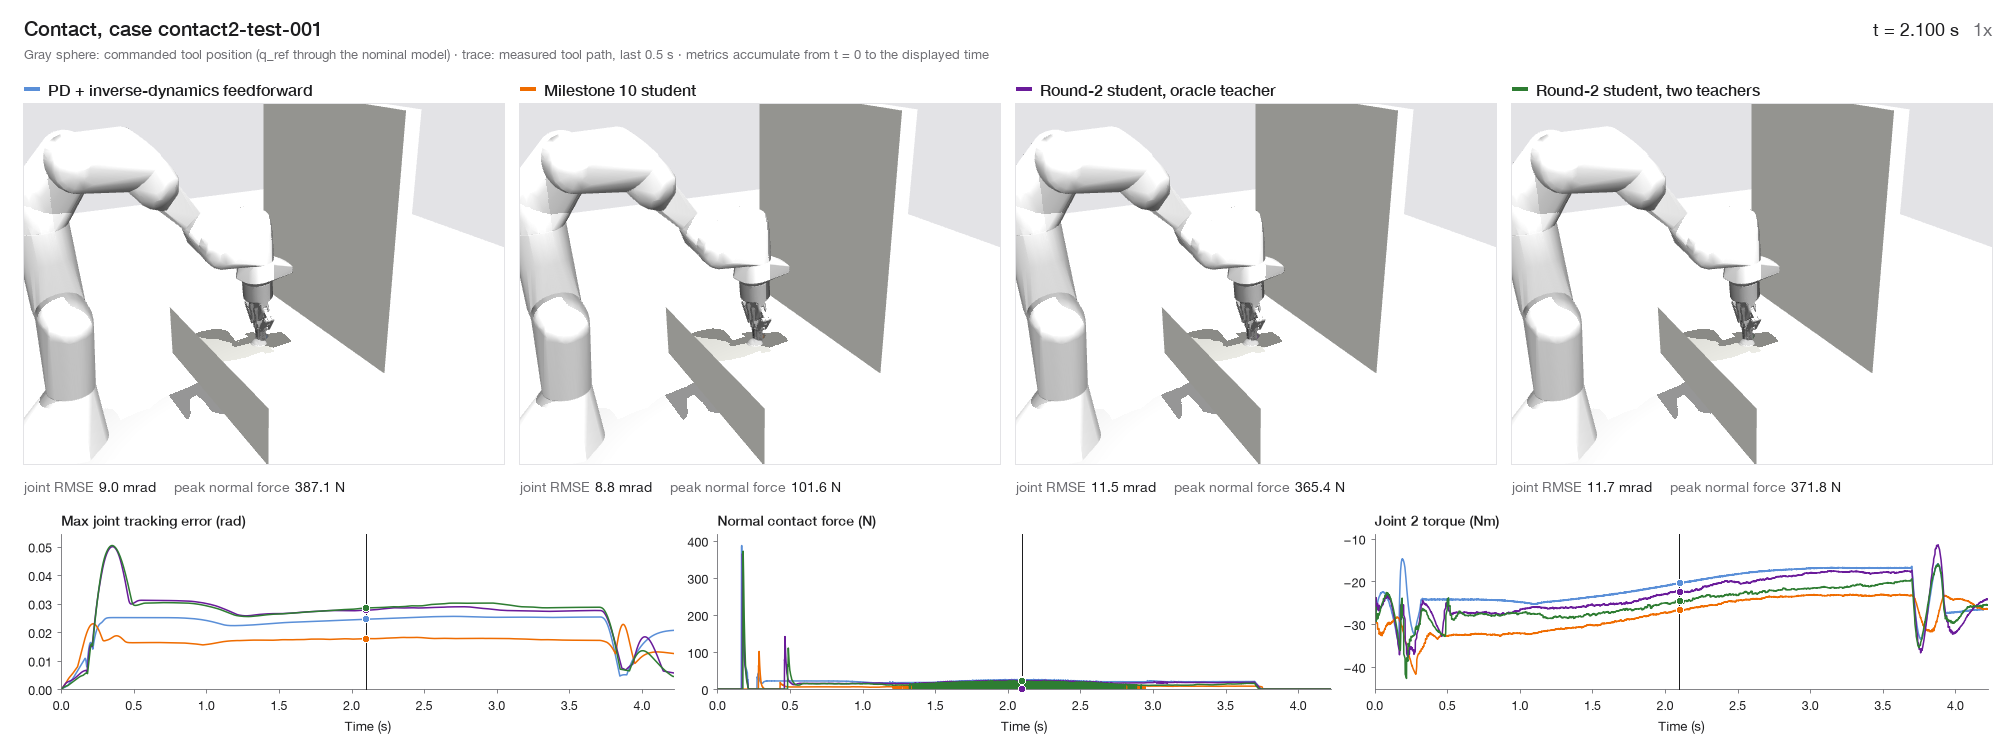 Contact, case contact2-test-001
t = 2.100 s 1x
Gray sphere: commanded tool position (q_ref through the nominal model) · trace: measured tool path, last 0.5 s · metrics accumulate from t = 0 to the displayed time
PD + inverse-dynamics feedforward
Milestone 10 student
Round-2 student, oracle teacher
Round-2 student, two teachers
joint RMSE 9.0 mrad peak normal force 387.1 N
joint RMSE 8.8 mrad peak normal force 101.6 N
joint RMSE 11.5 mrad peak normal force 365.4 N
joint RMSE 11.7 mrad peak normal force 371.8 N
Max joint tracking error (rad)
0.05
0.04
0.03
0.02
0.01
0.00
0.0 0.5 1.0 1.5 2.0 2.5 3.0 3.5 4.0
Time (s)
Normal contact force (N)
400
300
200
100
0
0.0 0.5 1.0 1.5 2.0 2.5 3.0 3.5 4.0
Time (s)
Joint 2 torque (Nm)
−10
−20
−30
−40
0.0 0.5 1.0 1.5 2.0 2.5 3.0 3.5 4.0
Time (s)